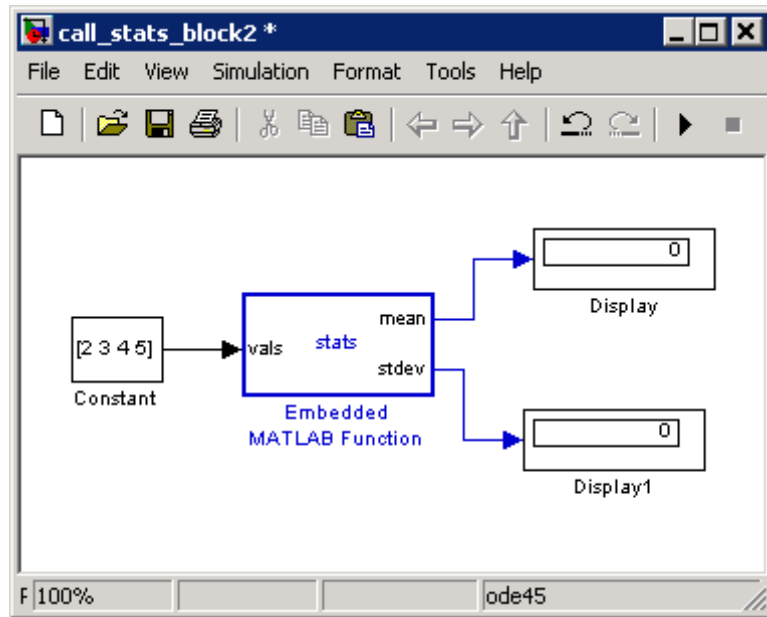 call_stats_block2 *
File Edit View Simulation Format Tools Help
0
Display
[2 3 4 5]
Constant
vals
stats
mean
stdev
Embedded
MATLAB Function
0
Display1
F 100%
ode45